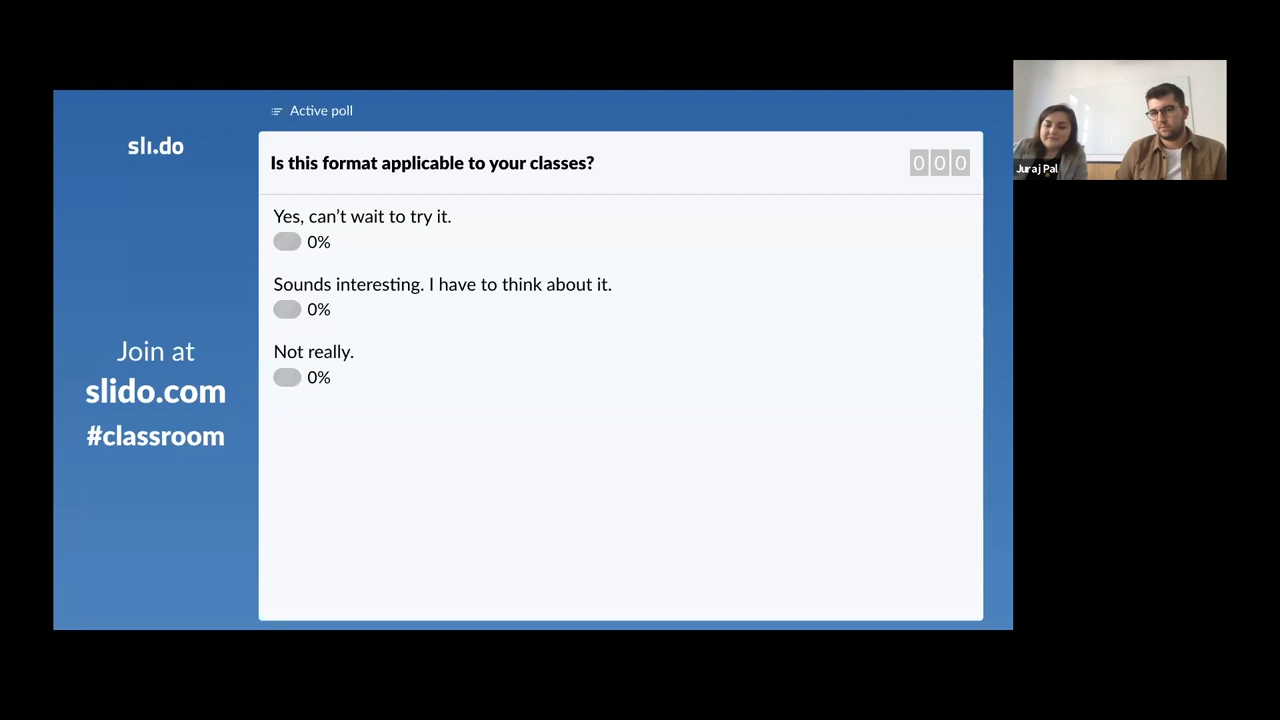 Active poll
sli.do
Is this format applicable to your classes?
000
Yes, can’t wait to try it.
0%
Sounds interesting. I have to think about it.
0%
Not really.
0%
Join at
slido.com
#classroom
Juraj Pal